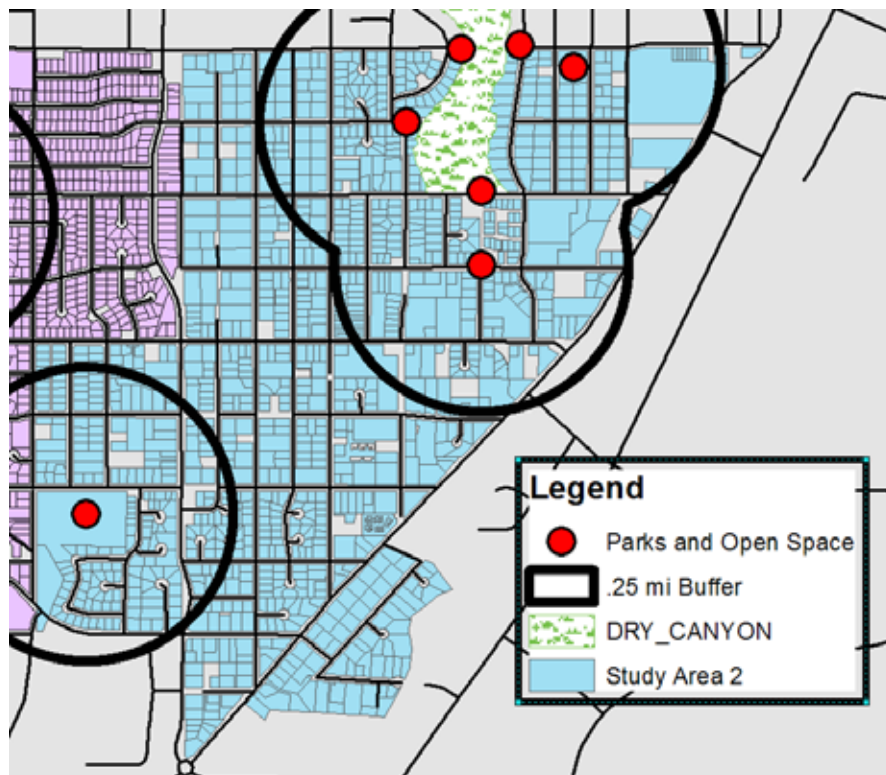 Legend
Parks and Open Space
.25 mi Buffer
DRY_CANYON
Study Area 2